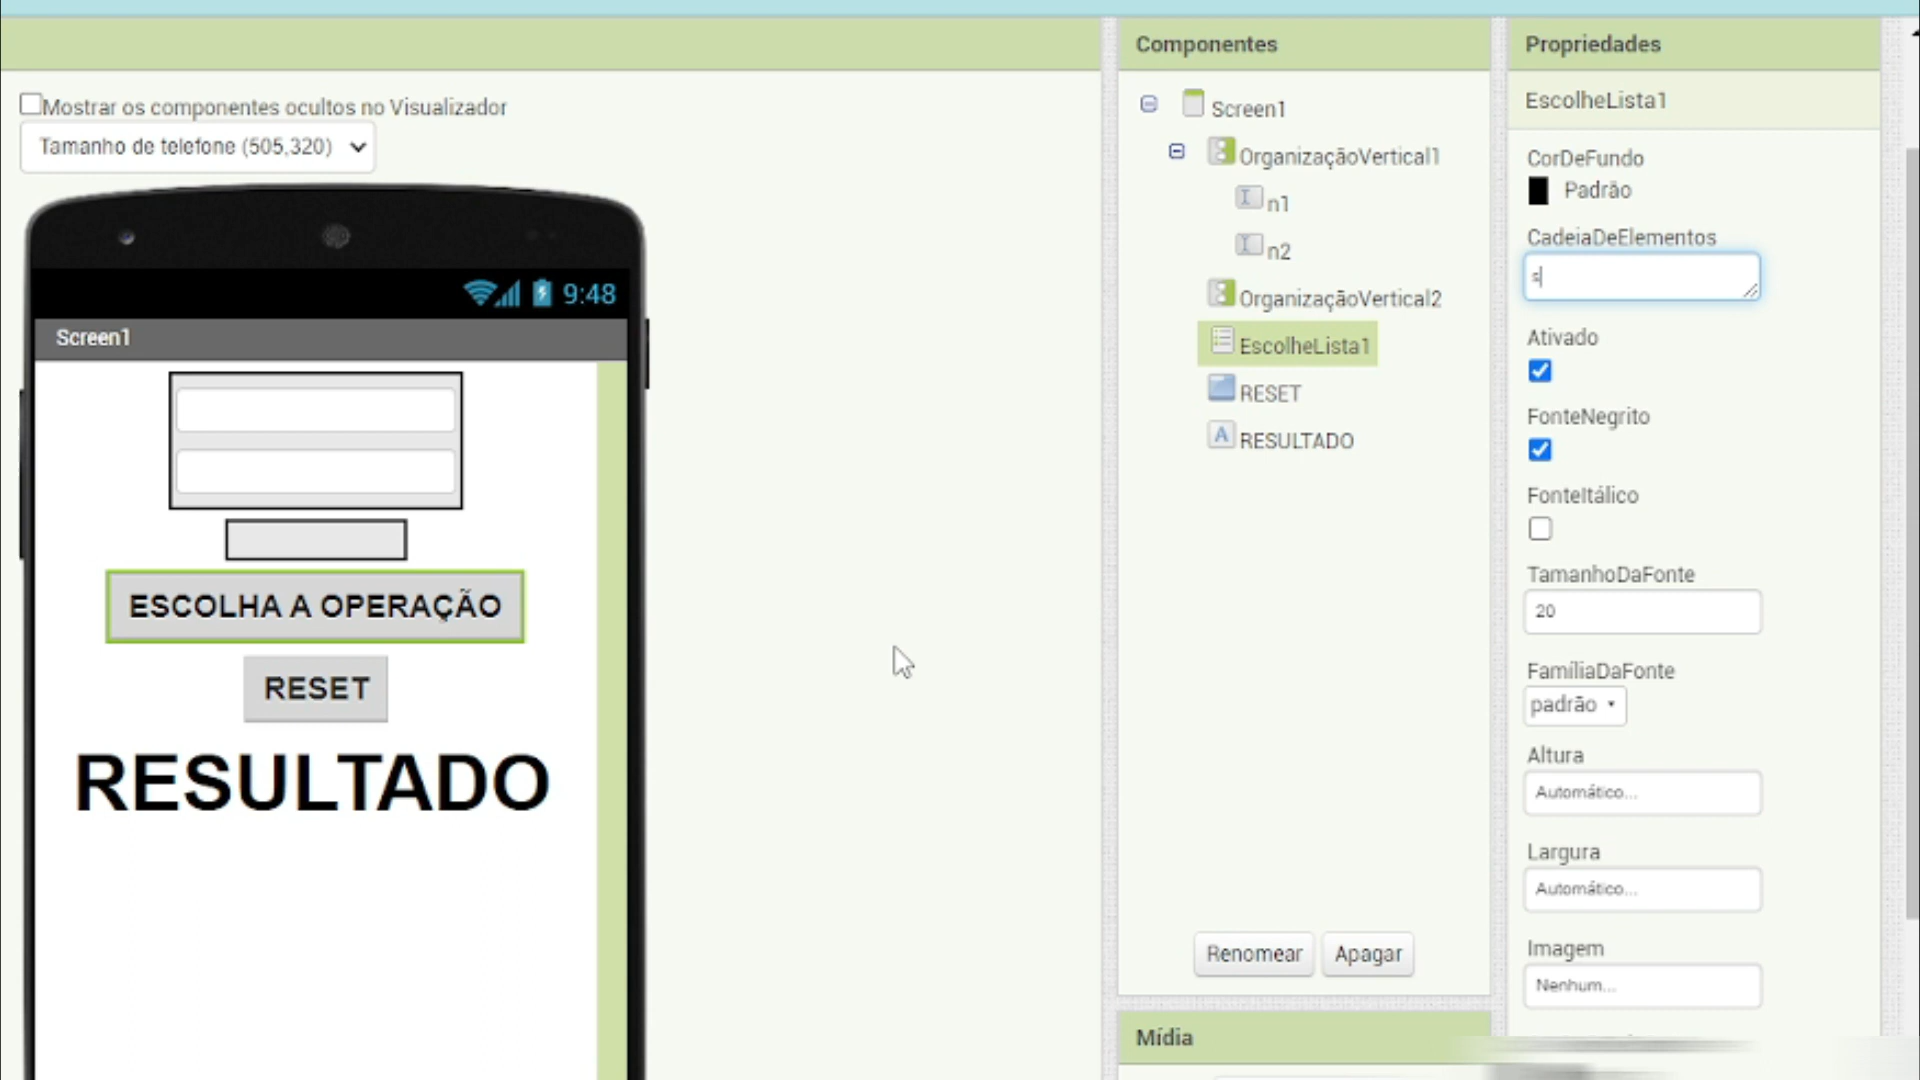 Mostrar os componentes ocultos no Visualizador
Tamanho de telefone (505,320)
9:48
Screen1
ESCOLHA A OPERAÇÃO
RESET
RESULTADO
Componentes
Screen1
OrganizaçãoVertical1
n1
n2
OrganizaçãoVertical2
EscolheLista1
RESET
A
RESULTADO
Renomear
Apagar
Mídia
Propriedades
EscolheLista1
CorDeFundo
Padrão
CadeiaDeElementos
s
Ativado
FonteNegrito
FonteItálico
TamanhoDaFonte
20
FamíliaDaFonte
padrão
Altura
Automático...
Largura
Automático...
Imagem
Nenhum...